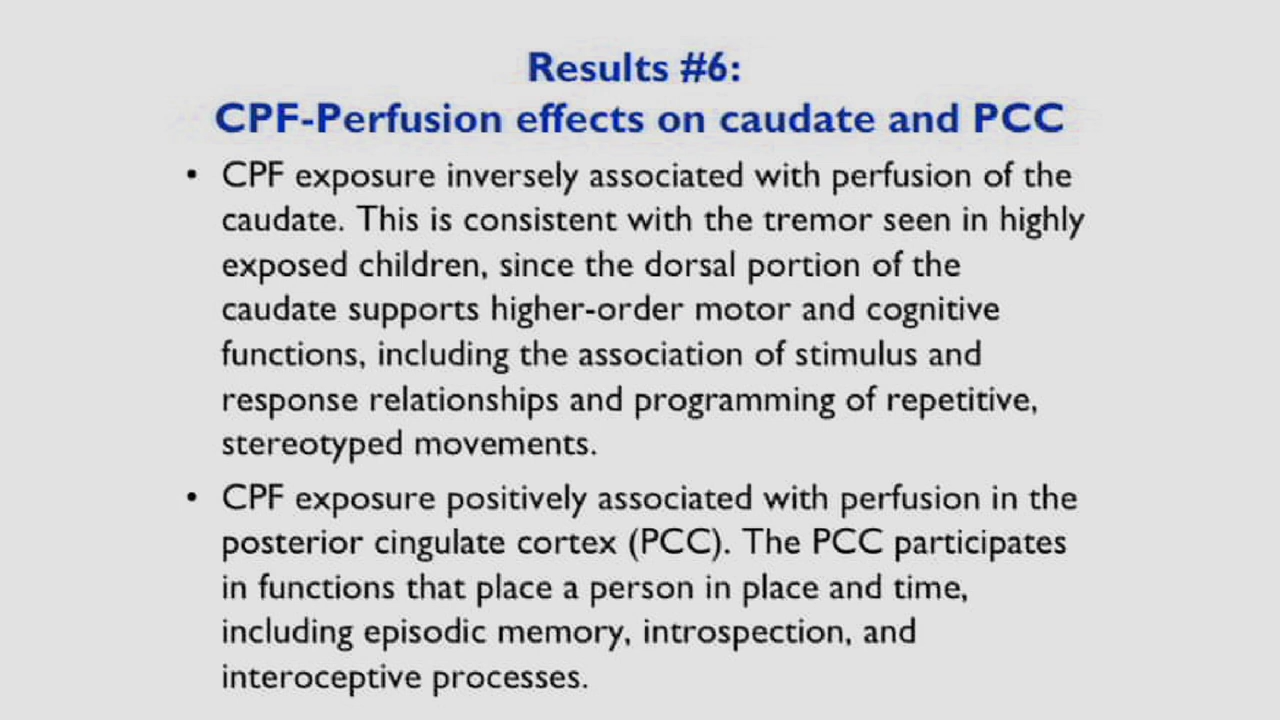 Results #6:
CPF-Perfusion effects on caudate and PCC
• CPF exposure inversely associated with perfusion of the
caudate. This is consistent with the tremor seen in highly
exposed children, since the dorsal portion of the
caudate supports higher-order motor and cognitive
functions, including the association of stimulus and
response relationships and programming of repetitive,
stereotyped movements.
• CPF exposure positively associated with perfusion in the
posterior cingulate cortex (PCC). The PCC participates
in functions that place a person in place and time,
including episodic memory, introspection, and
interoceptive processes.